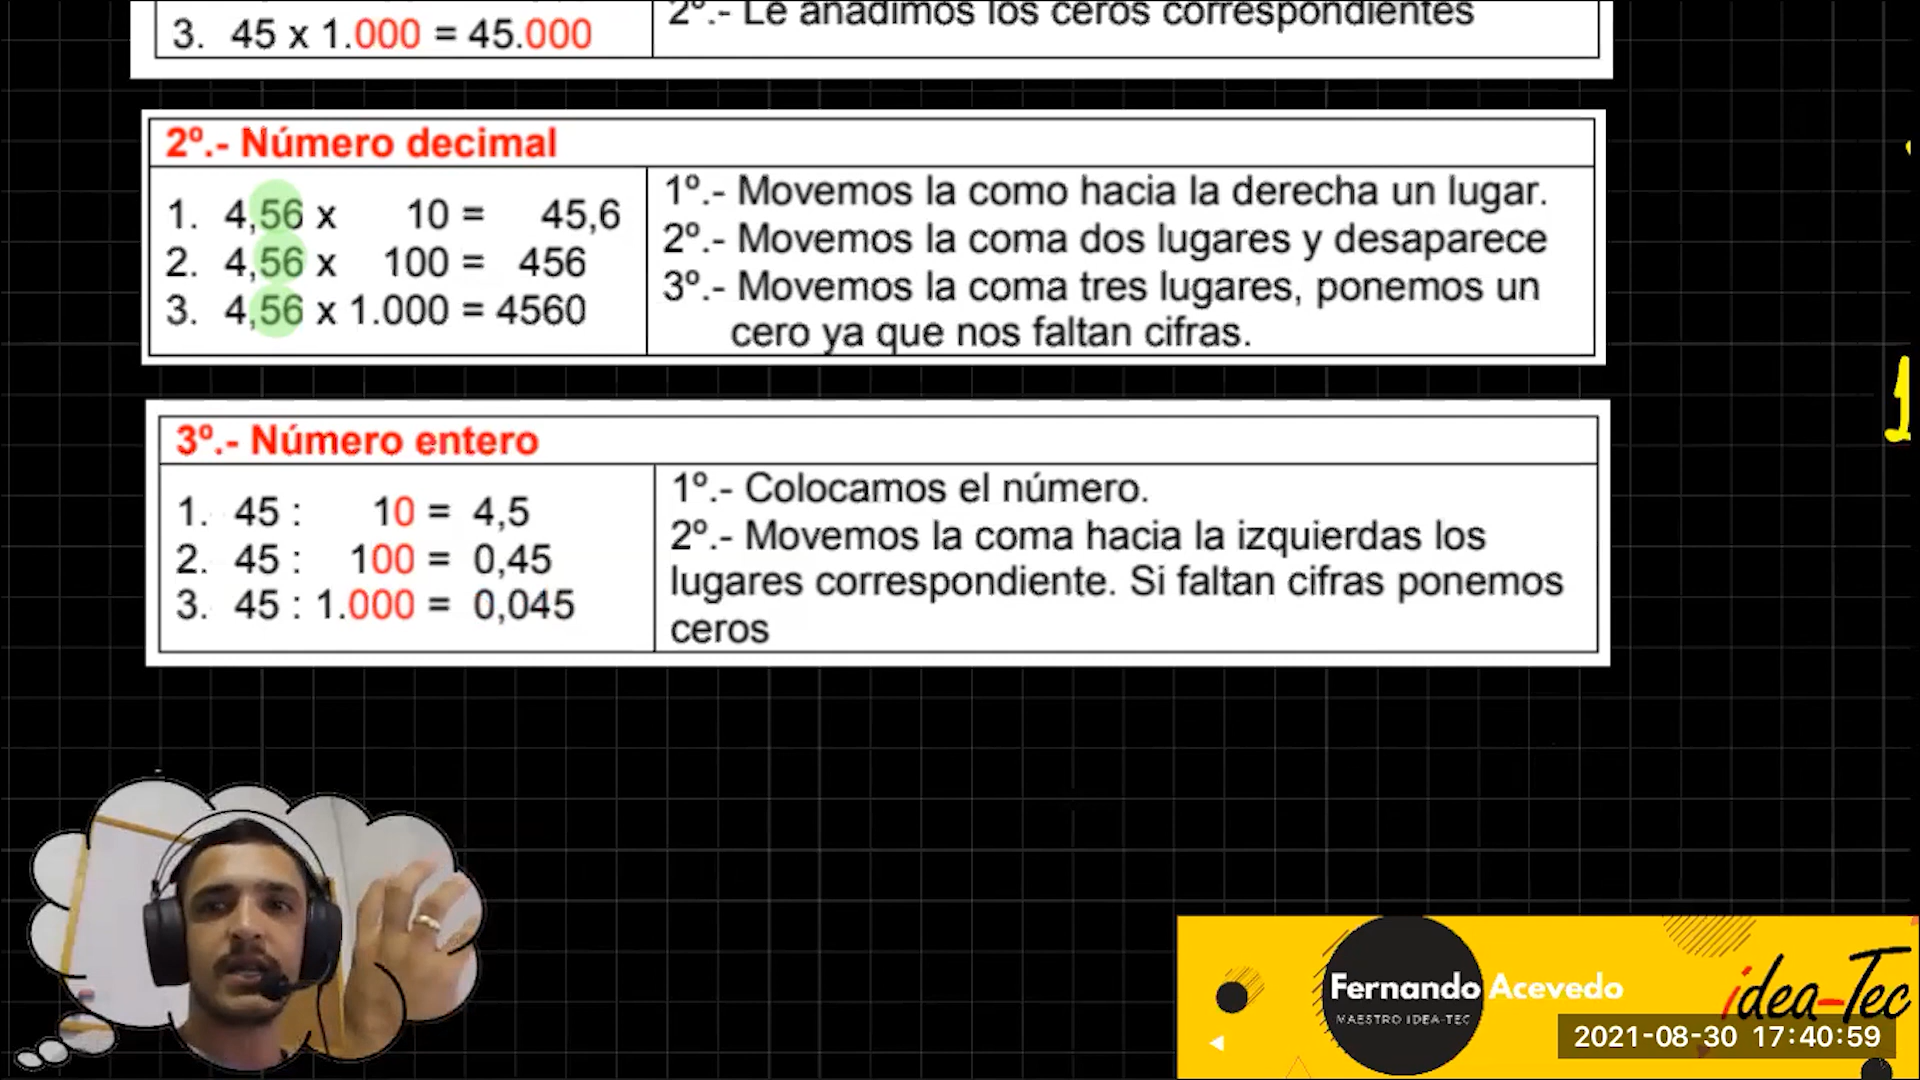 3. 45 x 1.000 = 45.000
2º.- Le añadimos los ceros correspondientes
2º.- Número decimal
1. 4,56 x 10 = 45,6
2. 4,56 x 100 = 456
3. 4,56 x 1.000 = 4560
1º.- Movemos la como hacia la derecha un lugar.
2º.- Movemos la coma dos lugares y desaparece
3º.- Movemos la coma tres lugares, ponemos un
cero ya que nos faltan cifras.
3º.- Número entero
1. 45 : 10 = 4,5
2. 45 : 100 = 0,45
3. 45 : 1.000 = 0,045
1º.- Colocamos el número.
2º.- Movemos la coma hacia la izquierdas los
lugares correspondiente. Si faltan cifras ponemos
ceros
1
Fernando Acevedo
MAESTRO IDEA-TEC
idea-Tec
2021-08-30 17:40:59